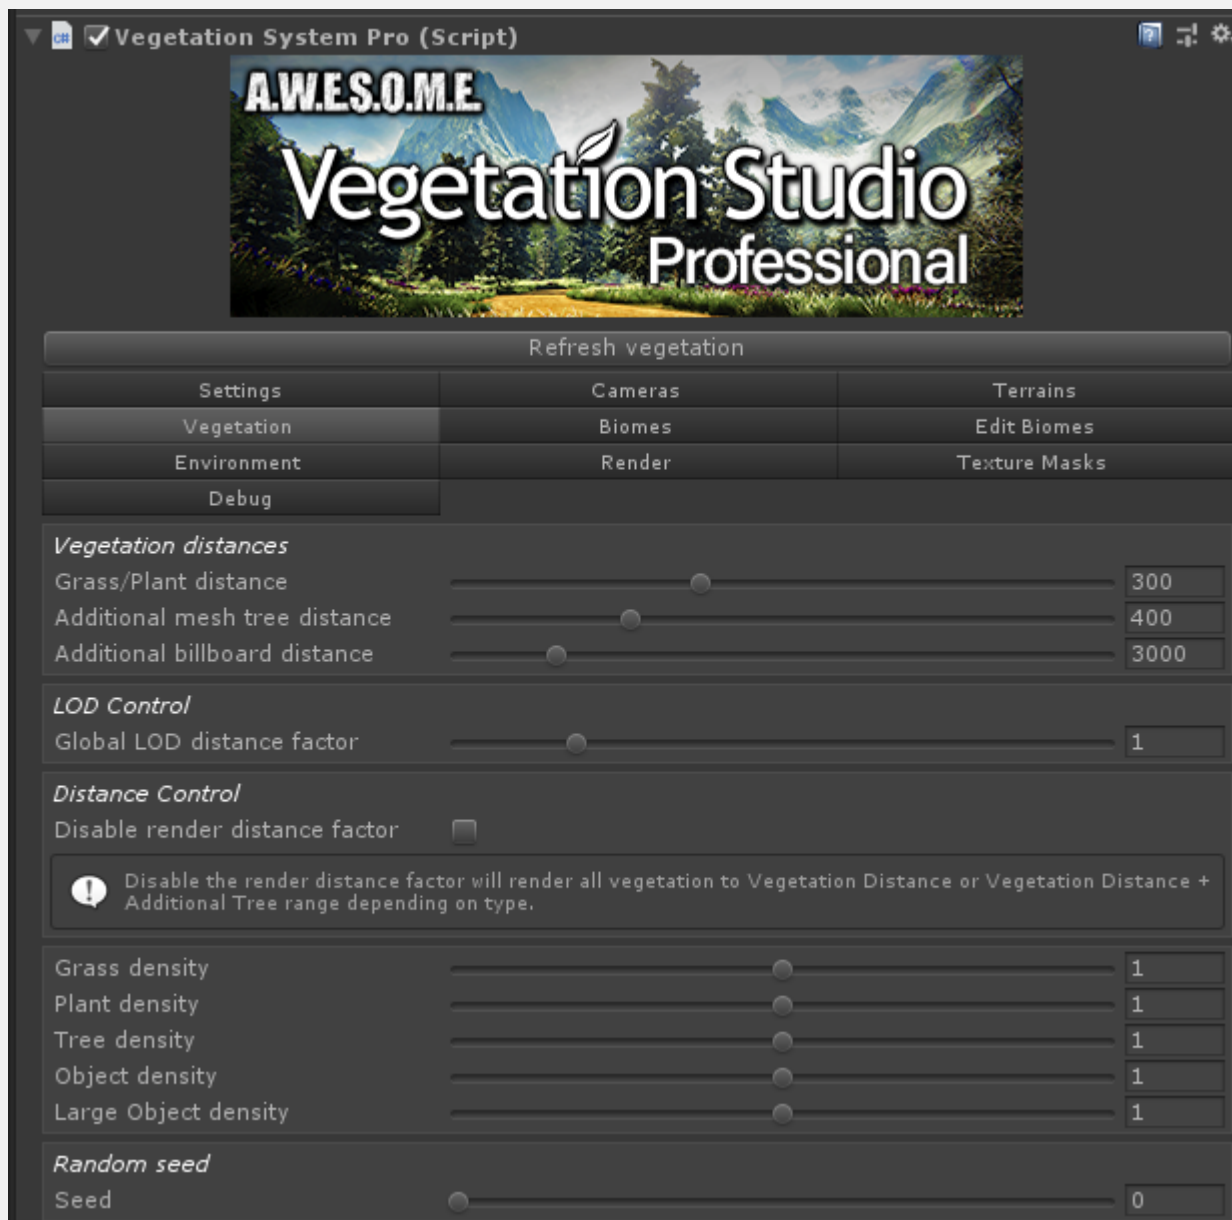 c#
Vegetation System Pro (Script)
?
A.W.E.S.O.M.E.
Vegetation Studio
Professional
Refresh vegetation
Settings Cameras Terrains
Vegetation Biomes Edit Biomes
Environment Render Texture Masks
Debug
Vegetation distances
Grass/Plant distance 300
Additional mesh tree distance 400
Additional billboard distance 3000
LOD Control
Global LOD distance factor 1
Distance Control
Disable render distance factor
Disable the render distance factor will render all vegetation to Vegetation Distance or Vegetation Distance +
Additional Tree range depending on type.
Grass density 1
Plant density 1
Tree density 1
Object density 1
Large Object density 1
Random seed
Seed 0